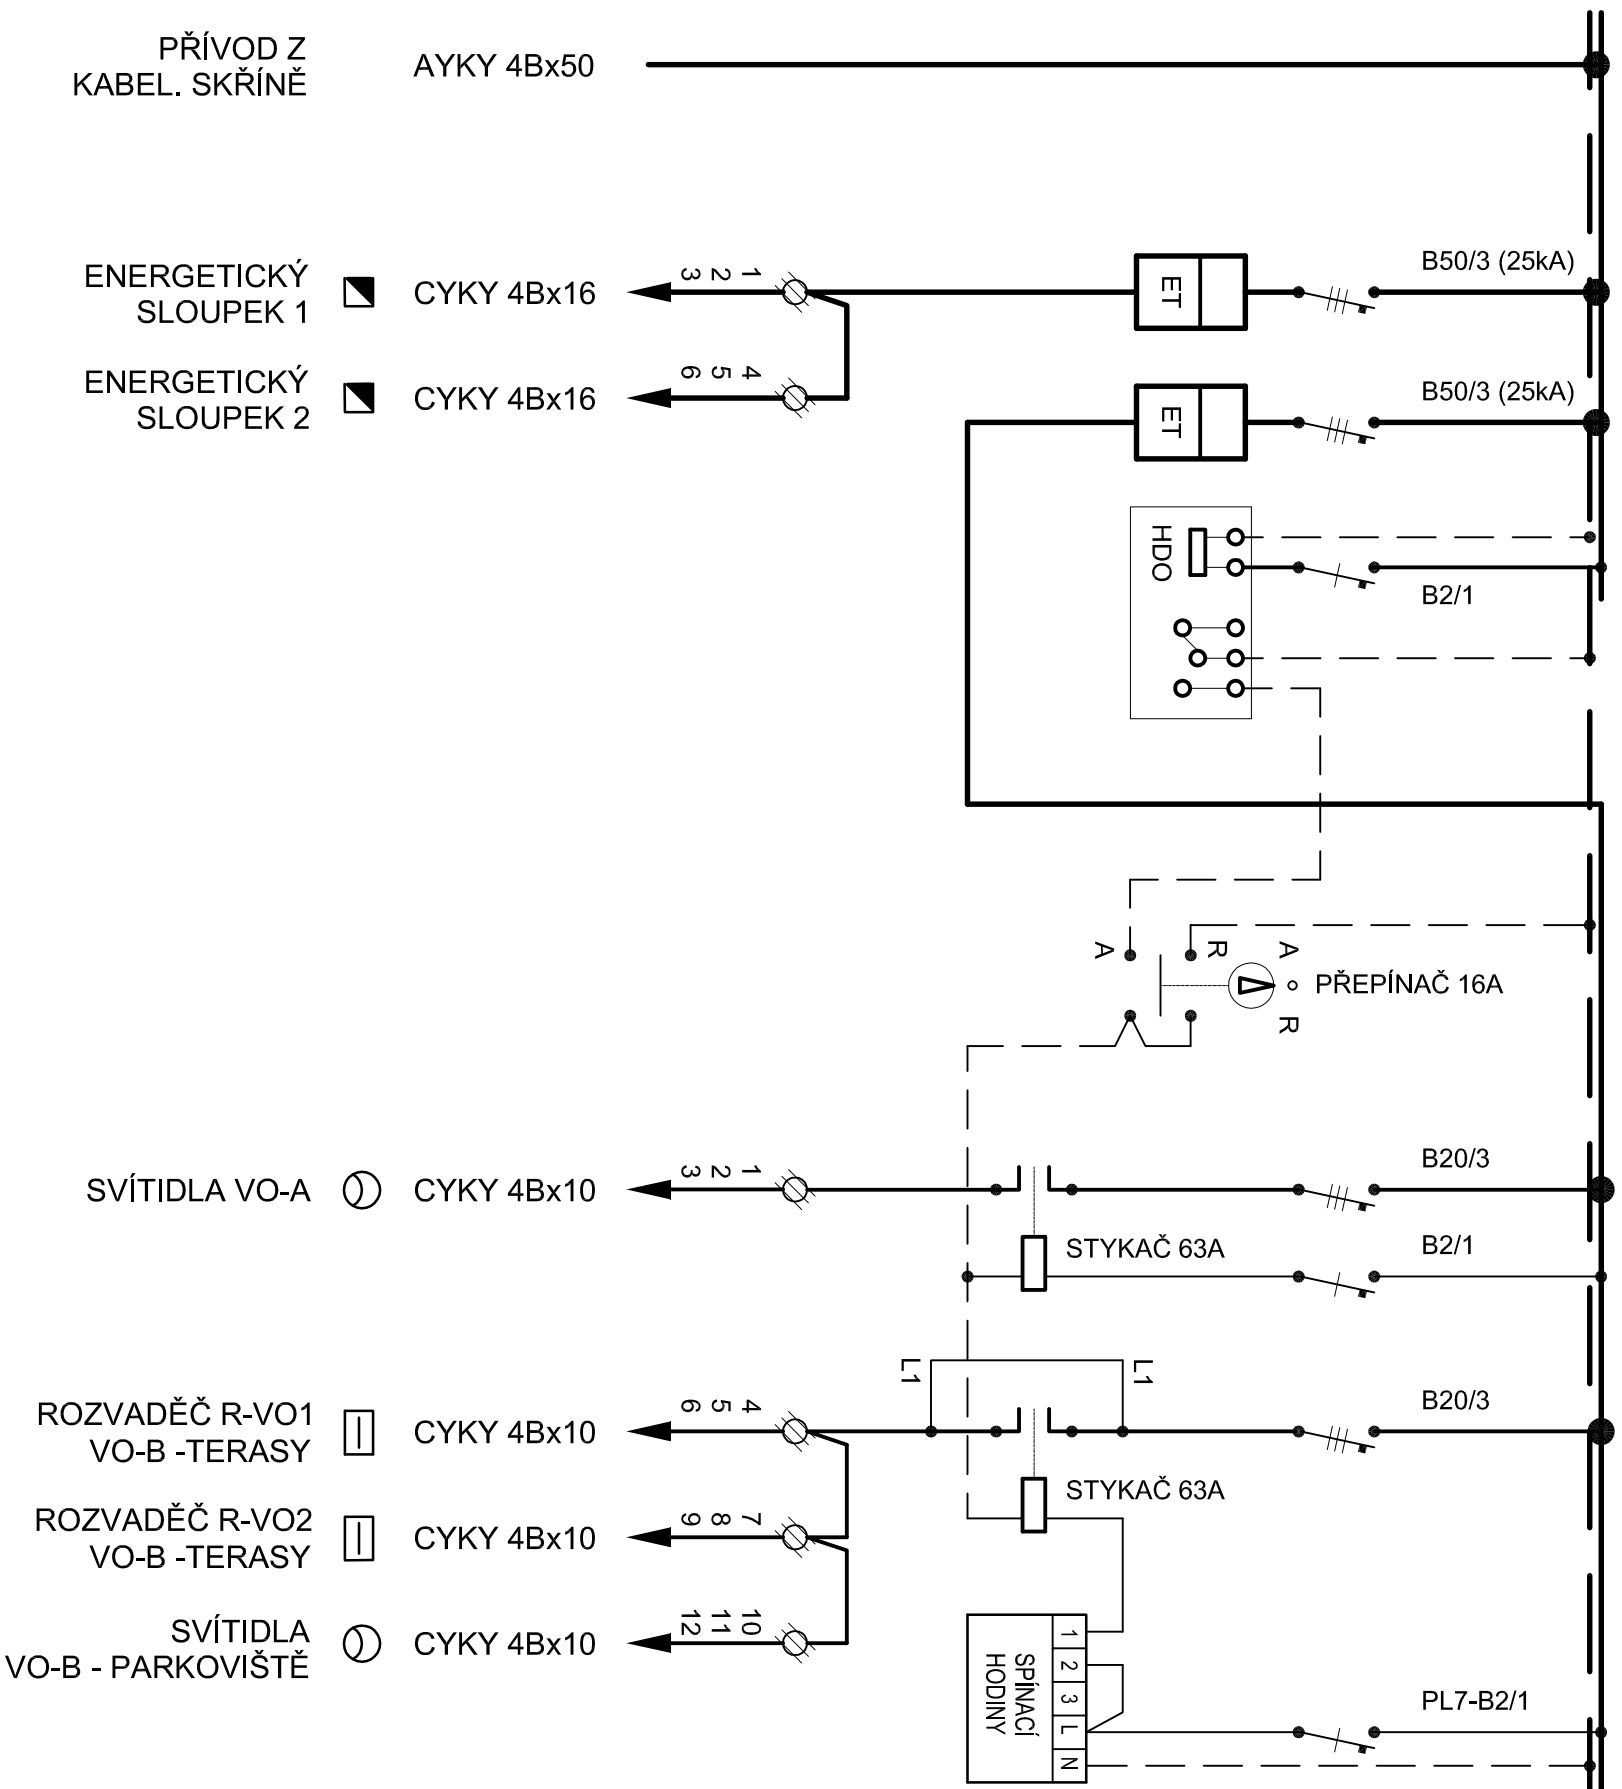 PŘÍVOD Z
KABEL. SKŘÍNĚ
AYKY 4Bx50
ENERGETICKÝ
SLOUPEK 1
CYKY 4Bx16
3 2 1
ET
B50/3 (25kA)
ENERGETICKÝ
SLOUPEK 2
CYKY 4Bx16
6 5 4
ET
B50/3 (25kA)
HDO
B2/1
A
R
A
R
PŘEPÍNAČ 16A
SVÍTIDLA VO-A
CYKY 4Bx10
3 2 1
B20/3
STYKAČ 63A
B2/1
L1
L1
ROZVADĚČ R-VO1
VO-B -TERASY
CYKY 4Bx10
6 5 4
B20/3
STYKAČ 63A
ROZVADĚČ R-VO2
VO-B -TERASY
CYKY 4Bx10
9 8 7
SVÍTIDLA
VO-B - PARKOVIŠTĚ
CYKY 4Bx10
12 11 10
SPÍNACÍ
HODINY
1 2 3 L N
PL7-B2/1